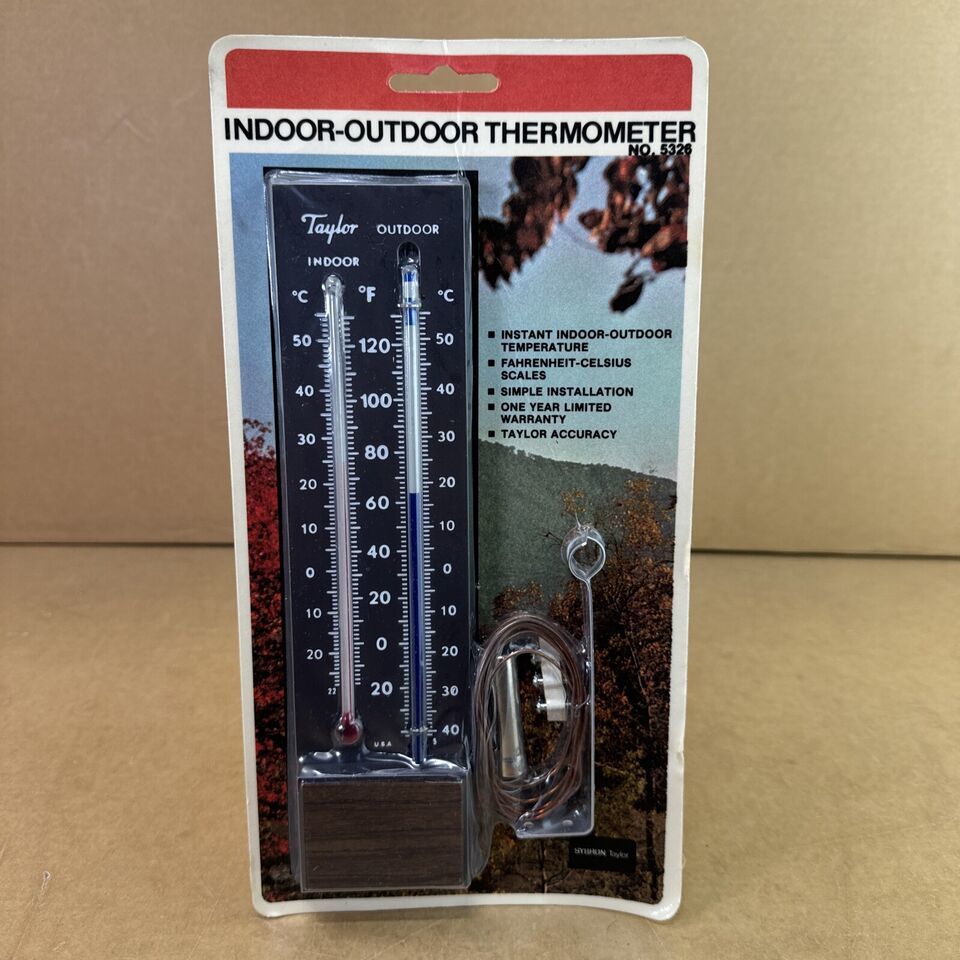 INDOOR-OUTDOOR THERMOMETER
NO. 5326
Taylor OUTDOOR
INDOOR
°C °F °C
50 120 50
40 100 40
30 80 30
20 60 20
10 40 10
0 20 0
10 0 10
20 20 20
22 30
U.S.A. 40
■ INSTANT INDOOR-OUTDOOR
TEMPERATURE
■ FAHRENHEIT-CELSIUS
SCALES
■ SIMPLE INSTALLATION
■ ONE YEAR LIMITED
WARRANTY
■ TAYLOR ACCURACY
SYBRON Taylor